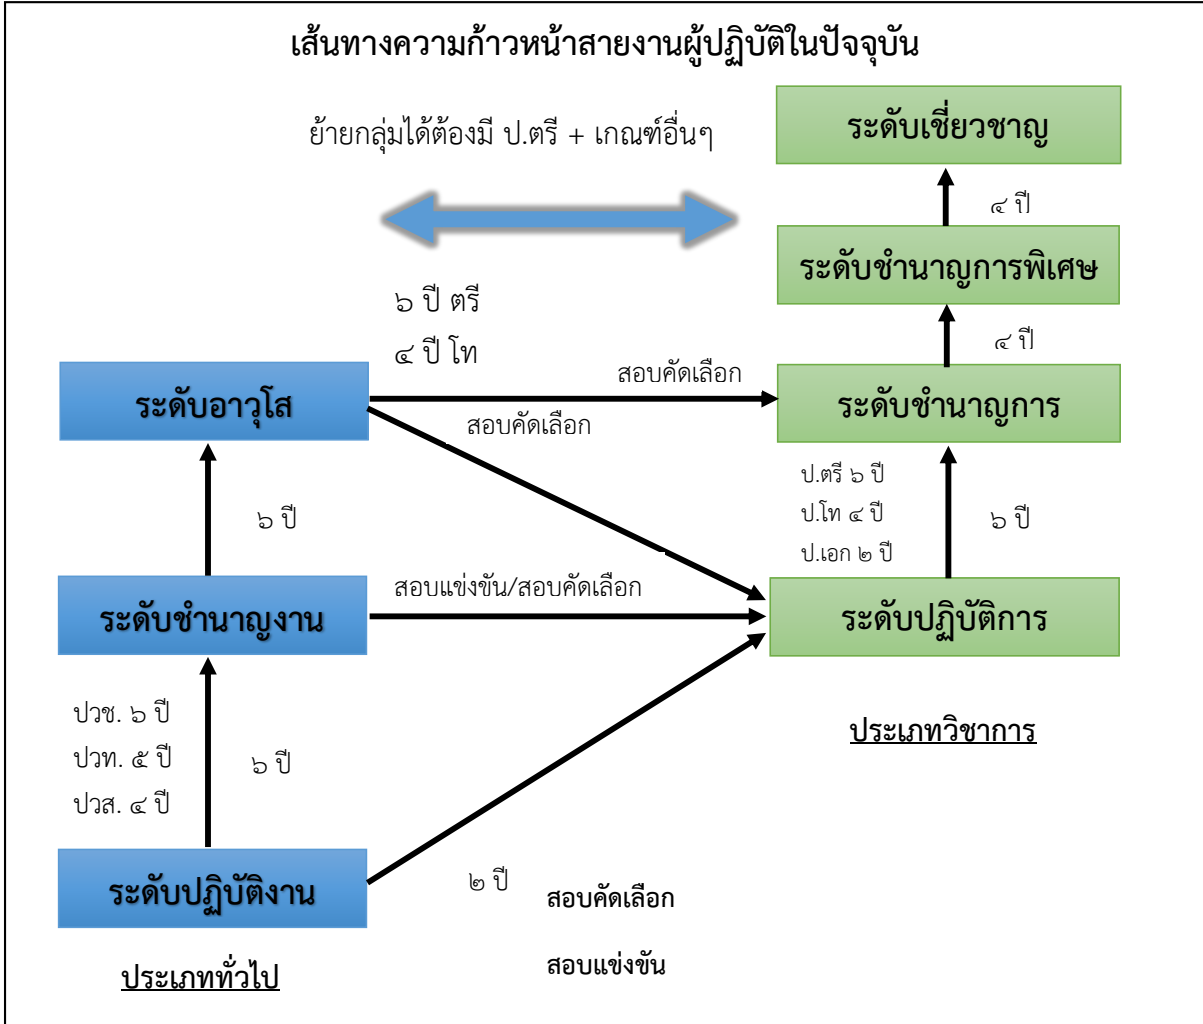 เส้นทางความก้าวหน้าสายงานผู้ปฏิบัติในปัจจุบัน
ย้ายกลุ่มได้ต้องมี ป.ตรี + เกณฑ์อื่นๆ
ระดับเชี่ยวชาญ
๔ ปี
ระดับชำนาญการพิเศษ
๖ ปี ตรี
๔ ปี โท
๔ ปี
ระดับอาวุโส
สอบคัดเลือก
สอบคัดเลือก
ระดับชำนาญการ
๖ ปี
ป.ตรี ๖ ปี
ป.โท ๔ ปี
ป.เอก ๒ ปี
๖ ปี
ระดับชำนาญงาน
สอบแข่งขัน/สอบคัดเลือก
ระดับปฏิบัติการ
ปวช. ๖ ปี
ปวท. ๕ ปี
ปวส. ๔ ปี
๖ ปี
ประเภทวิชาการ
ระดับปฏิบัติงาน
๒ ปี
สอบคัดเลือก
สอบแข่งขัน
ประเภททั่วไป